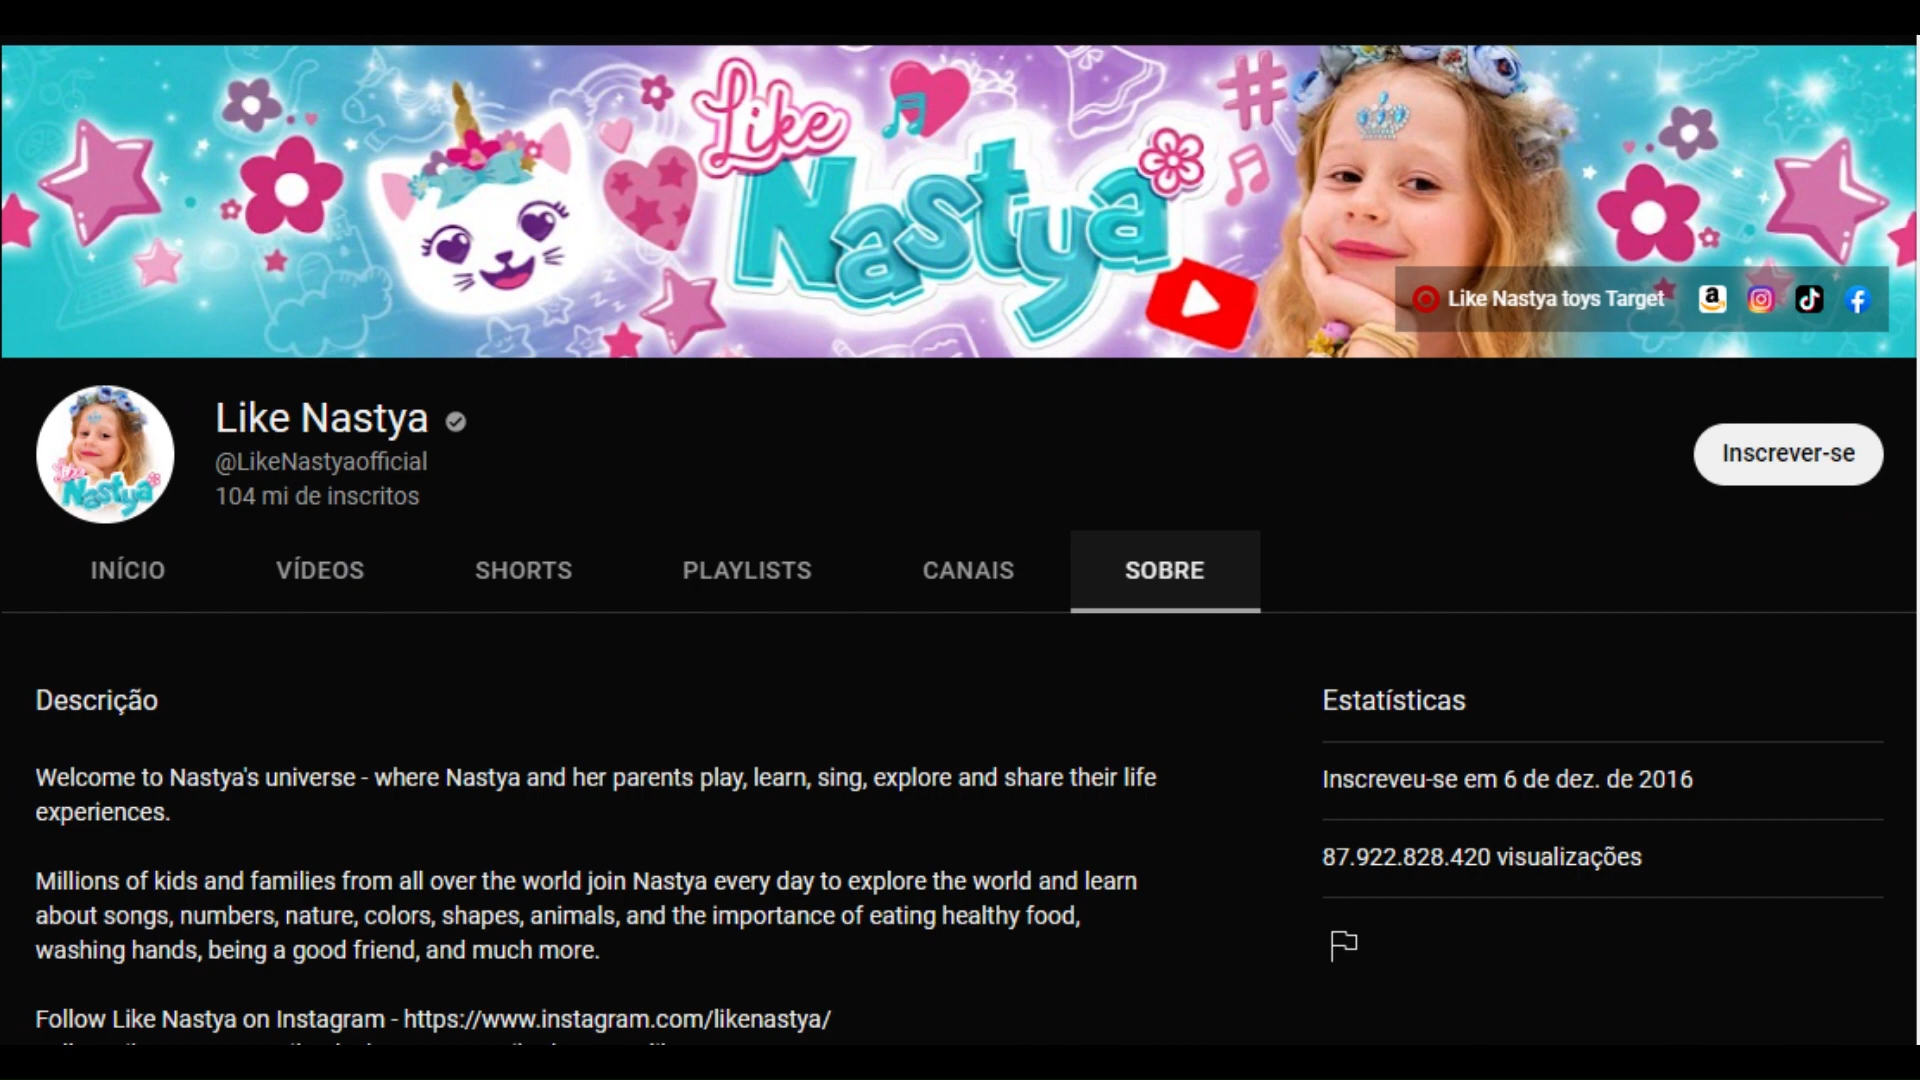 Like
Nastya
Like Nastya toys Target
Like Nastya
@LikeNastyaofficial
104 mi de inscritos
Inscrever-se
Like
Nastya
INÍCIO
VÍDEOS
SHORTS
PLAYLISTS
CANAIS
SOBRE
Descrição
Welcome to Nastya's universe - where Nastya and her parents play, learn, sing, explore and share their life
experiences.
Millions of kids and families from all over the world join Nastya every day to explore the world and learn
about songs, numbers, nature, colors, shapes, animals, and the importance of eating healthy food,
washing hands, being a good friend, and much more.
Follow Like Nastya on Instagram - https://www.instagram.com/likenastya/
Estatísticas
Inscreveu-se em 6 de dez. de 2016
87.922.828.420 visualizações